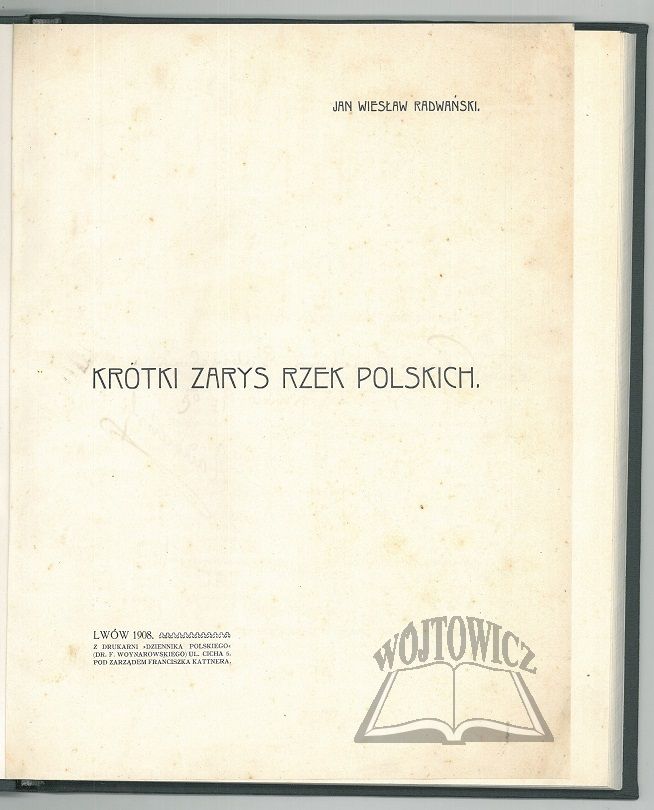 JAN WIESŁAW RADWAŃSKI.
KRÓTKI ZARYS RZEK POLSKICH.
LWÓW 1908.
Z DRUKARNI »DZIENNIKA POLSKIEGO«
(DR. F. WOYNAROWSKIEGO) UL. CICHA 5.
POD ZARZĄDEM FRANCISZKA KATTNERA.
WÓJTOWICZ